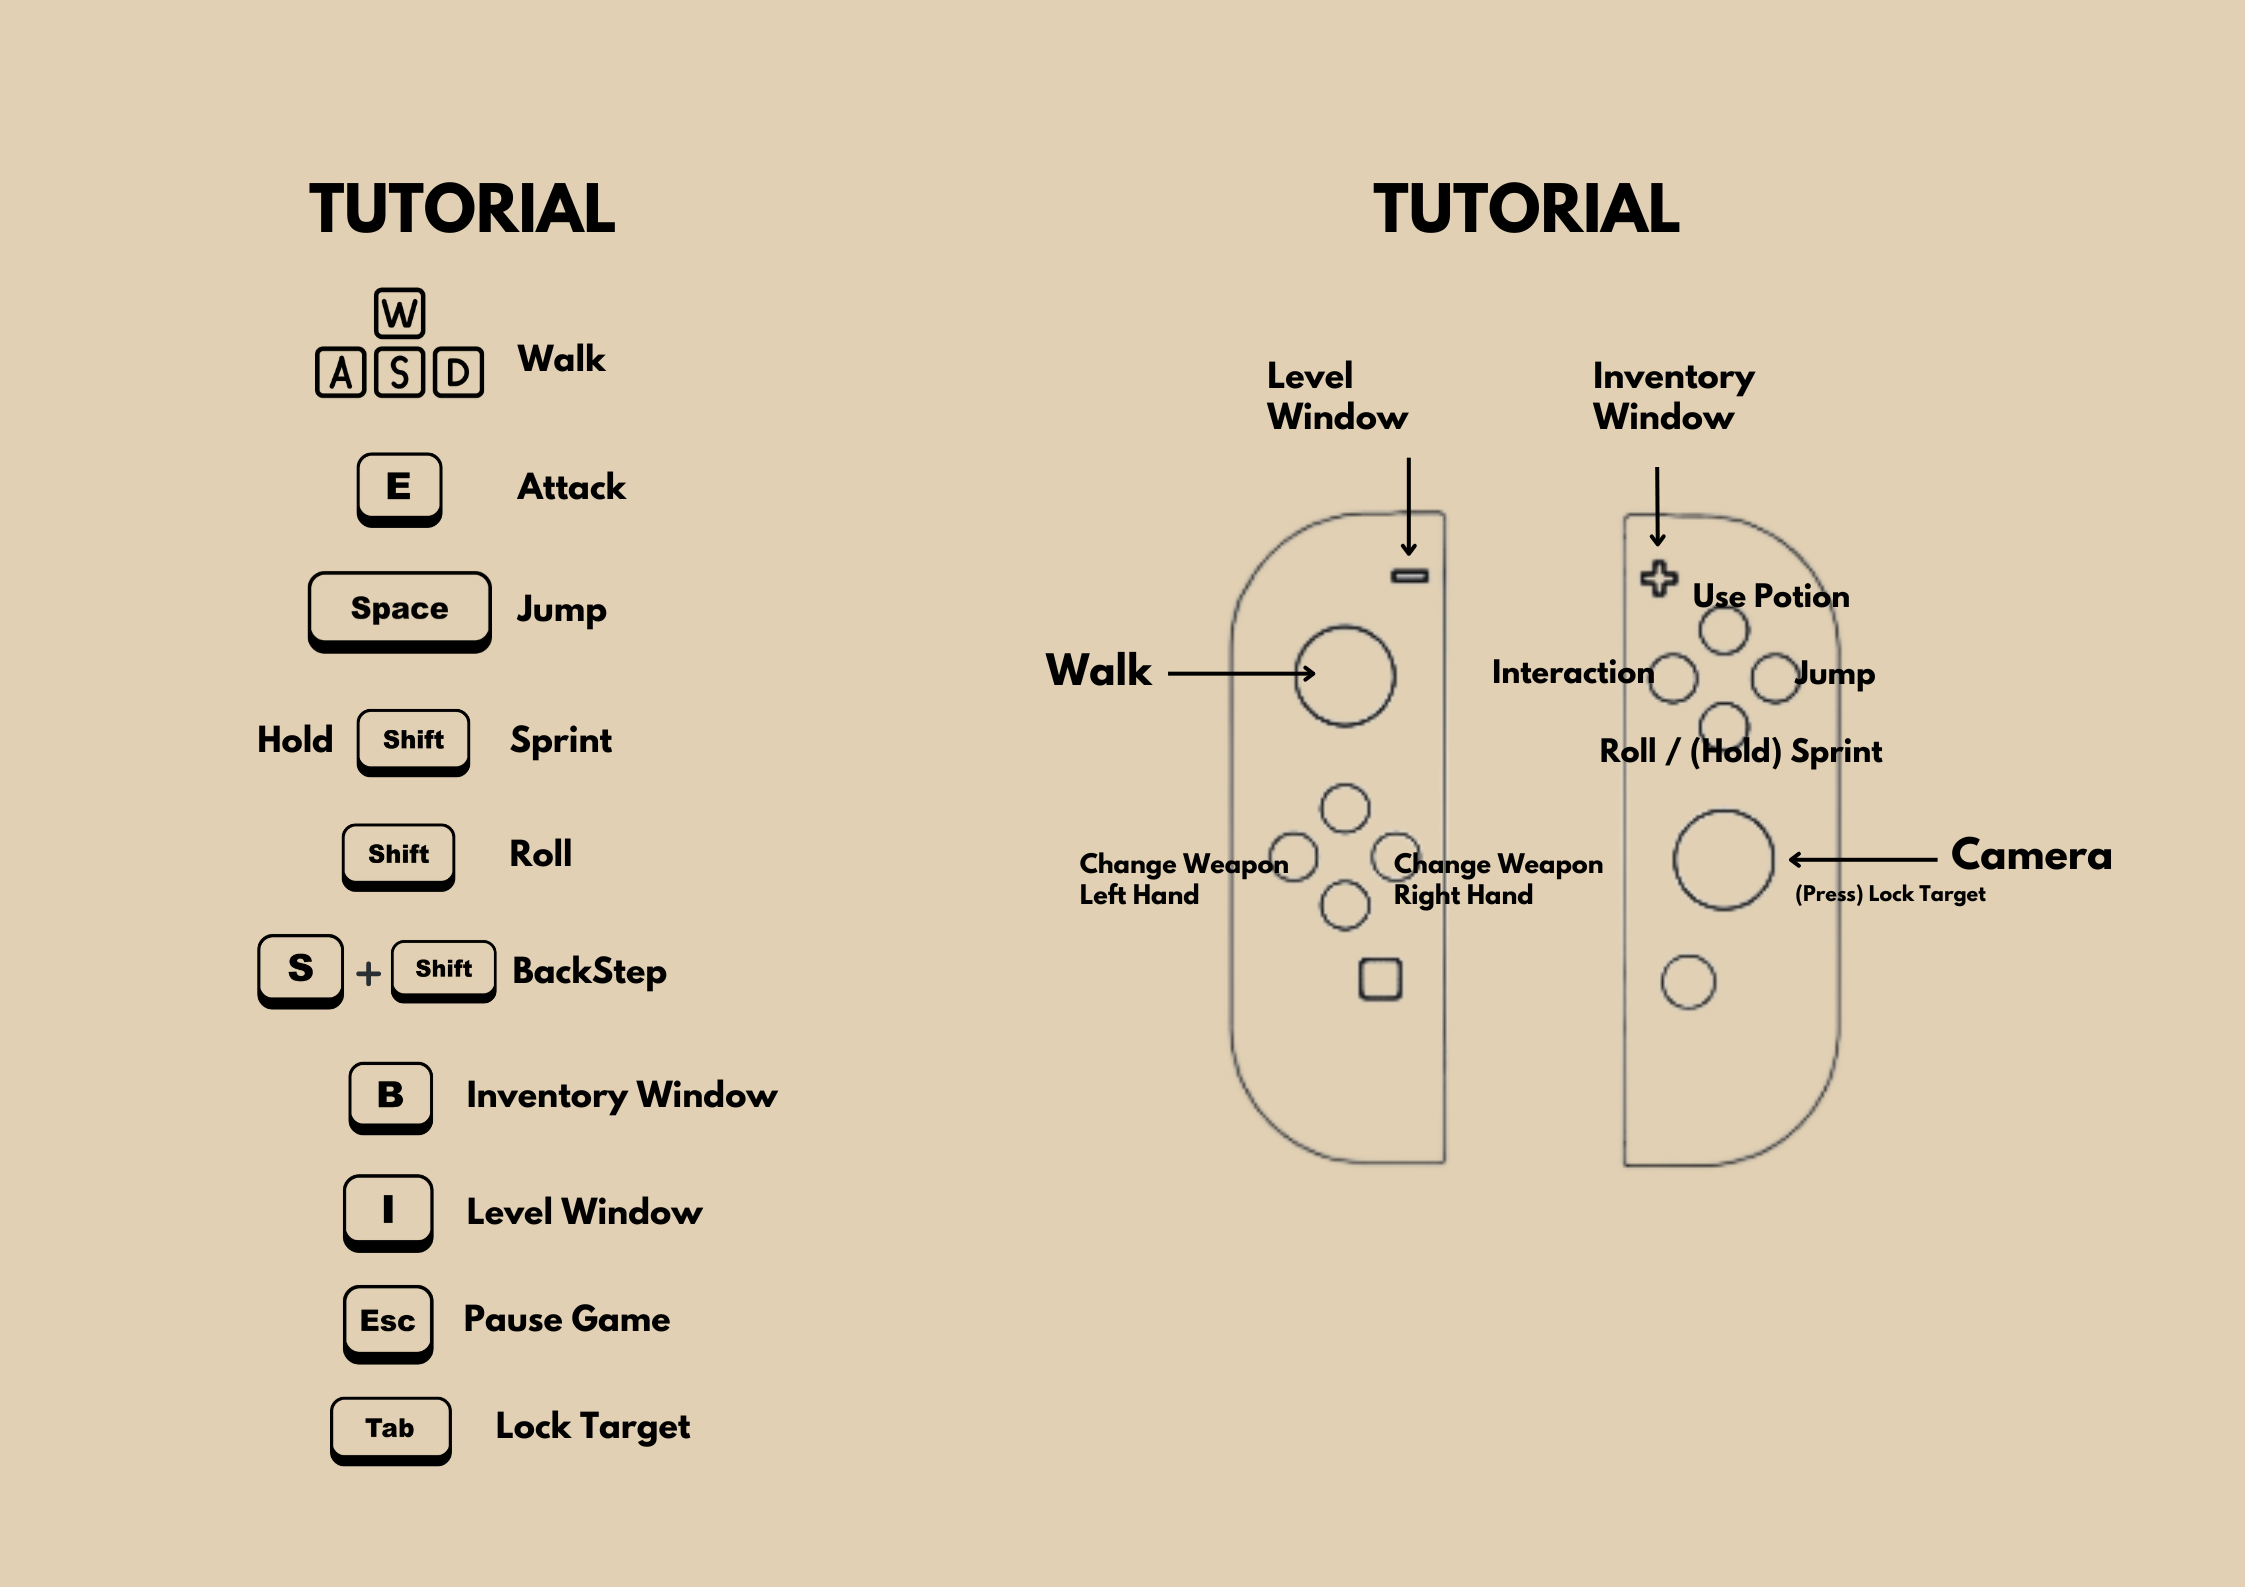 TUTORIAL
W
A S D Walk
E Attack
Space Jump
Hold Shift Sprint
Shift Roll
S + Shift BackStep
B Inventory Window
I Level Window
Esc Pause Game
Tab Lock Target
TUTORIAL
Level
Window
Inventory
Window
Use Potion
Walk
Interaction
Jump
Roll / (Hold) Sprint
Change Weapon
Left Hand
Change Weapon
Right Hand
Camera
(Press) Lock Target